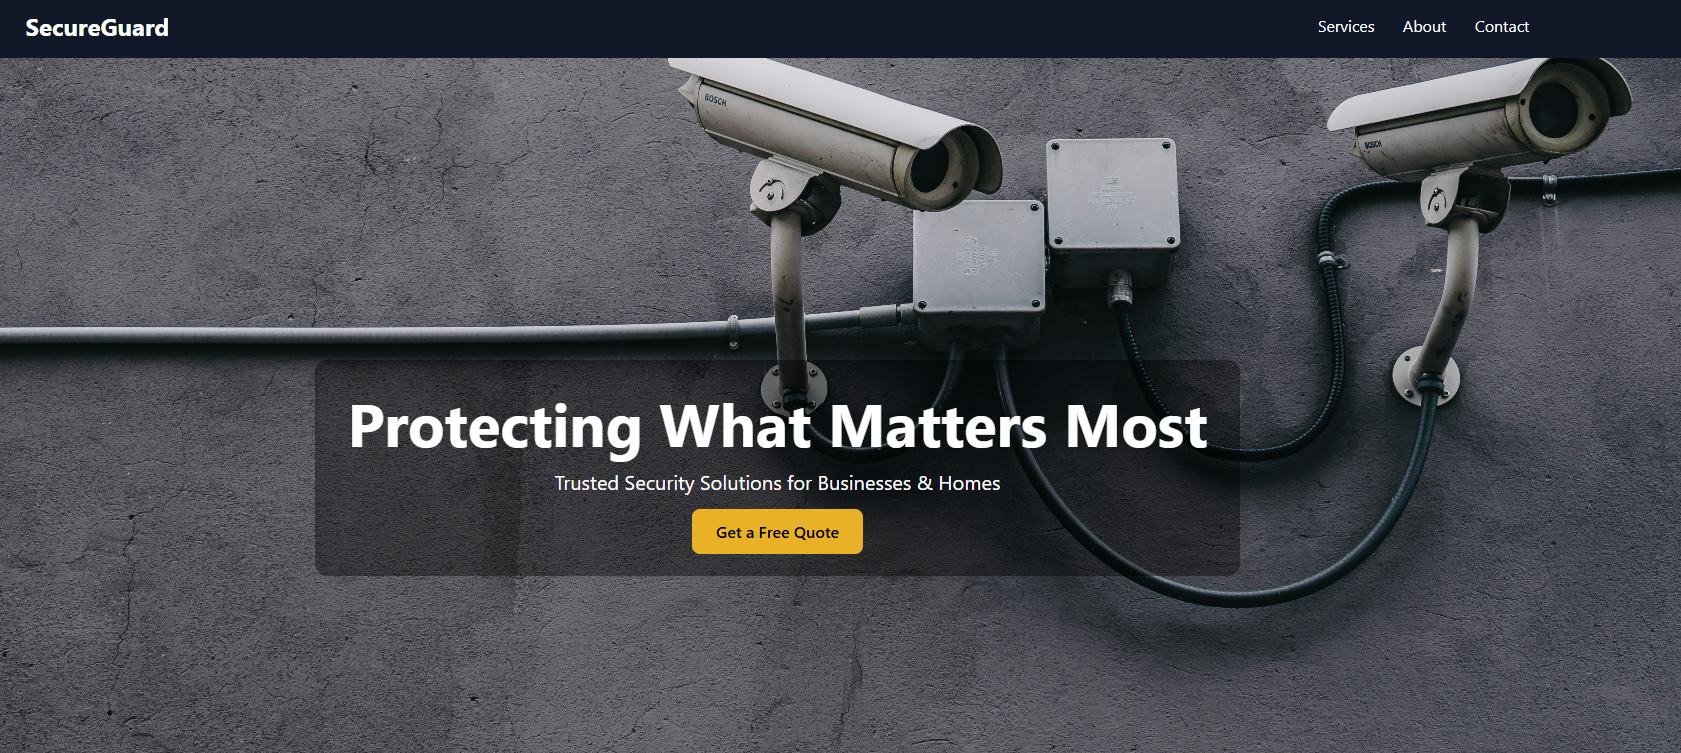 SecureGuard
Services About Contact
BOSCH
BOSCH
Protecting What Matters Most
Trusted Security Solutions for Businesses & Homes
Get a Free Quote